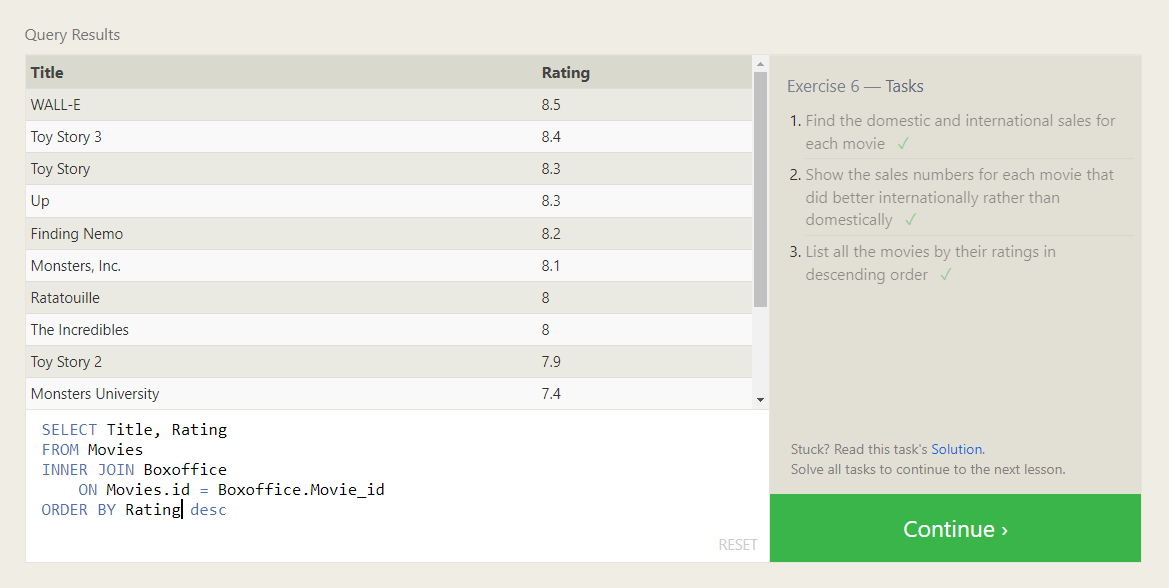 Query Results
Title Rating
WALL-E 8.5
Toy Story 3 8.4
Toy Story 8.3
Up 8.3
Finding Nemo 8.2
Monsters, Inc. 8.1
Ratatouille 8
The Incredibles 8
Toy Story 2 7.9
Monsters University 7.4
SELECT Title, Rating
FROM Movies
INNER JOIN Boxoffice
    ON Movies.id = Boxoffice.Movie_id
ORDER BY Rating desc
RESET
Exercise 6 — Tasks
1. Find the domestic and international sales for
each movie ✓
2. Show the sales numbers for each movie that
did better internationally rather than
domestically ✓
3. List all the movies by their ratings in
descending order ✓
Stuck? Read this task's Solution.
Solve all tasks to continue to the next lesson.
Continue ›